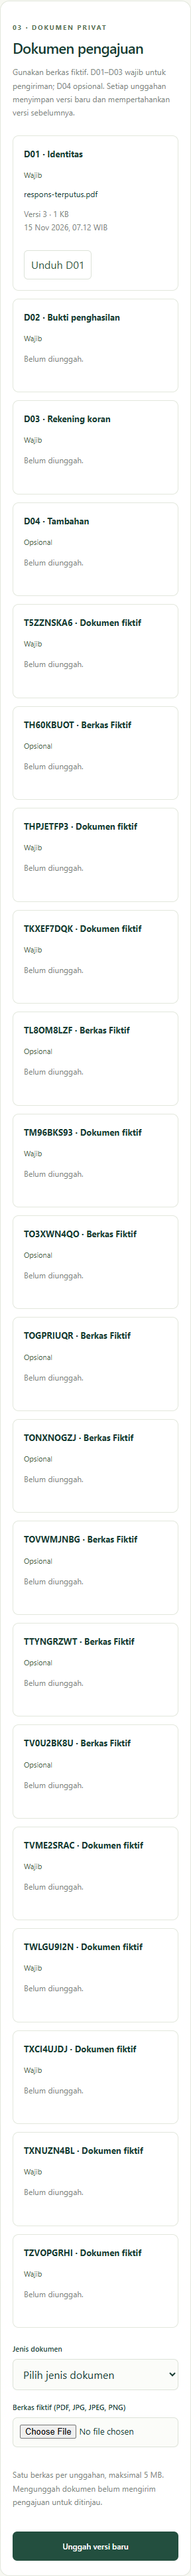 03 · DOKUMEN PRIVAT
Dokumen pengajuan
Gunakan berkas fiktif. D01–D03 wajib untuk
pengiriman; D04 opsional. Setiap unggahan
menyimpan versi baru dan mempertahankan
versi sebelumnya.
D01 · Identitas
Wajib
respons-terputus.pdf
Versi 3 · 1 KB
15 Nov 2026, 07.12 WIB
Unduh D01
D02 · Bukti penghasilan
Wajib
Belum diunggah.
D03 · Rekening koran
Wajib
Belum diunggah.
D04 · Tambahan
Opsional
Belum diunggah.
T5ZZNSKA6 · Dokumen fiktif
Wajib
Belum diunggah.
TH60KBUOT · Berkas Fiktif
Opsional
Belum diunggah.
THPJETFP3 · Dokumen fiktif
Wajib
Belum diunggah.
TKXEF7DQK · Dokumen fiktif
Wajib
Belum diunggah.
TL8OM8LZF · Berkas Fiktif
Opsional
Belum diunggah.
TM96BKS93 · Dokumen fiktif
Wajib
Belum diunggah.
TO3XWN4QO · Berkas Fiktif
Opsional
Belum diunggah.
TOGPRIUQR · Berkas Fiktif
Opsional
Belum diunggah.
TONXNOGZJ · Berkas Fiktif
Opsional
Belum diunggah.
TOVWMJNBG · Berkas Fiktif
Opsional
Belum diunggah.
TTYNGRZWT · Berkas Fiktif
Opsional
Belum diunggah.
TV0U2BK8U · Berkas Fiktif
Opsional
Belum diunggah.
TVME2SRAC · Dokumen fiktif
Wajib
Belum diunggah.
TWLGU9I2N · Dokumen fiktif
Wajib
Belum diunggah.
TXCI4UJDJ · Dokumen fiktif
Wajib
Belum diunggah.
TXNUZN4BL · Dokumen fiktif
Wajib
Belum diunggah.
TZVOPGRHI · Dokumen fiktif
Wajib
Belum diunggah.
Jenis dokumen
Pilih jenis dokumen
Berkas fiktif (PDF, JPG, JPEG, PNG)
Choose File No file chosen
Satu berkas per unggahan, maksimal 5 MB.
Mengunggah dokumen belum mengirim
pengajuan untuk ditinjau.
Unggah versi baru